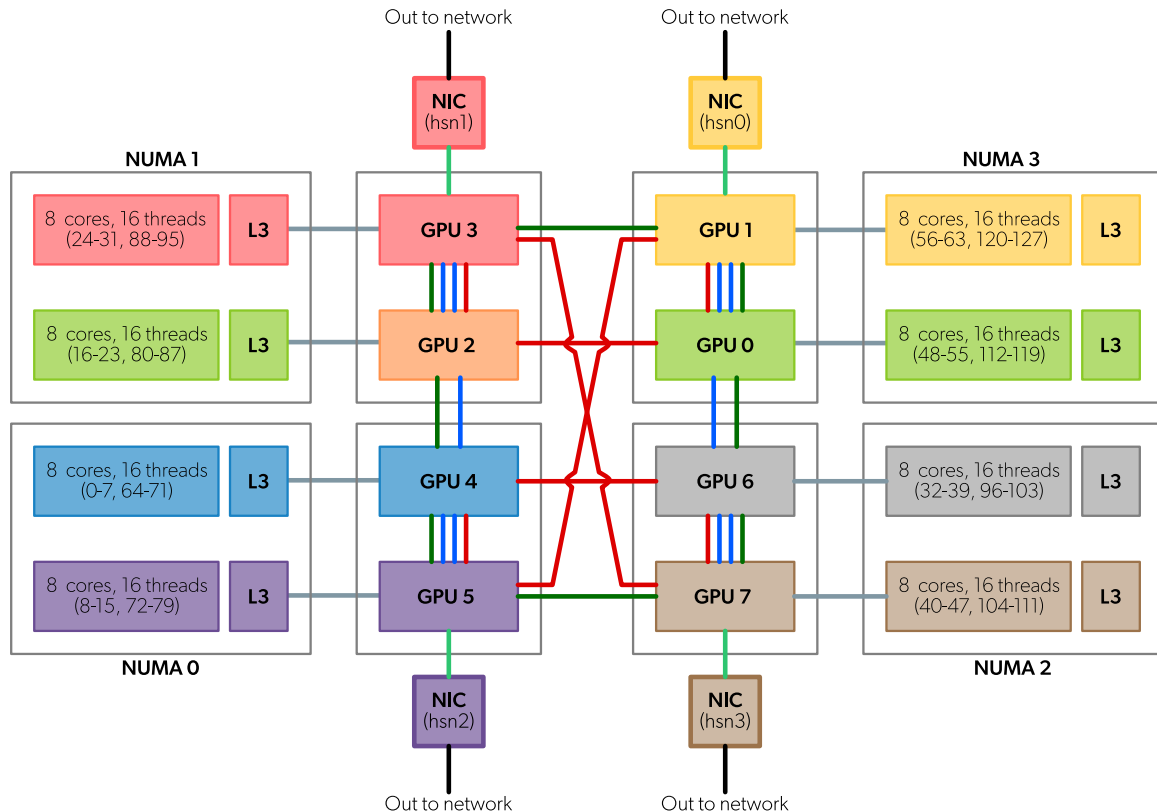 Out to network
Out to network
NIC
(hsn1)
NIC
(hsn0)
NUMA 1
NUMA 3
8 cores, 16 threads
(24-31, 88-95)
L3
GPU 3
GPU 1
8 cores, 16 threads
(56-63, 120-127)
L3
8 cores, 16 threads
(16-23, 80-87)
L3
GPU 2
GPU 0
8 cores, 16 threads
(48-55, 112-119)
L3
8 cores, 16 threads
(0-7, 64-71)
L3
GPU 4
GPU 6
8 cores, 16 threads
(32-39, 96-103)
L3
8 cores, 16 threads
(8-15, 72-79)
L3
GPU 5
GPU 7
8 cores, 16 threads
(40-47, 104-111)
L3
NUMA 0
NUMA 2
NIC
(hsn2)
NIC
(hsn3)
Out to network
Out to network